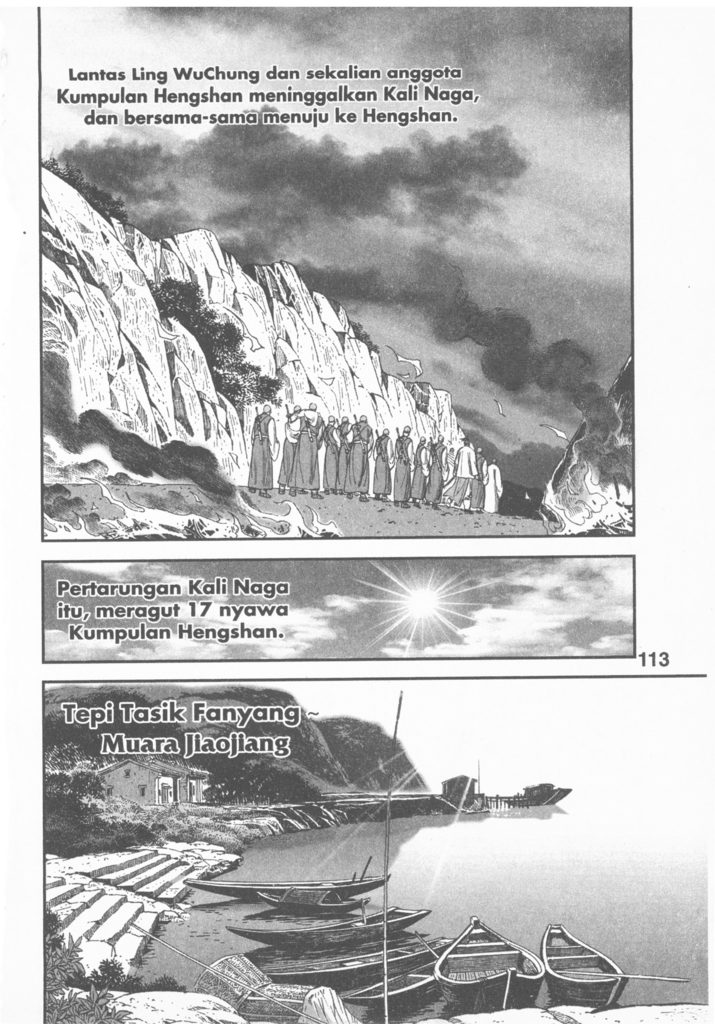 Lantas Ling WuChung dan sekalian anggota
Kumpulan Hengshan meninggalkan Kali Naga,
dan bersama-sama menuju ke Hengshan.
Pertarungan Kali Naga
itu, meragut 17 nyawa
Kumpulan Hengshan.
113
Tepi Tasik Fanyang ~
Muara Jiaojiang